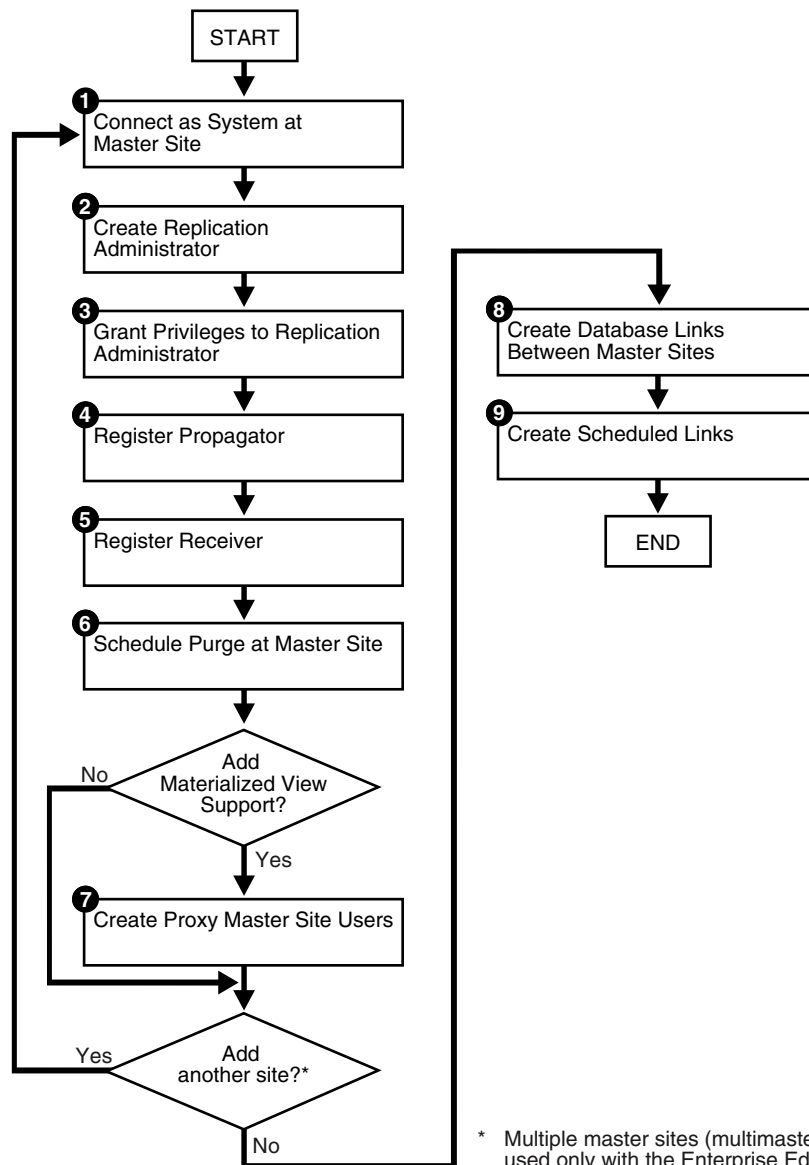 START
1
Connect as System at
Master Site
2
Create Replication
Administrator
3
Grant Privileges to Replication
Administrator
4
Register Propagator
5
Register Receiver
6
Schedule Purge at Master Site
Add
Materialized View
Support?
No
Yes
7
Create Proxy Master Site Users
Add
another site?*
Yes
No
8
Create Database Links
Between Master Sites
9
Create Scheduled Links
END
* Multiple master sites (multimaste
used only with the Enterprise Ed